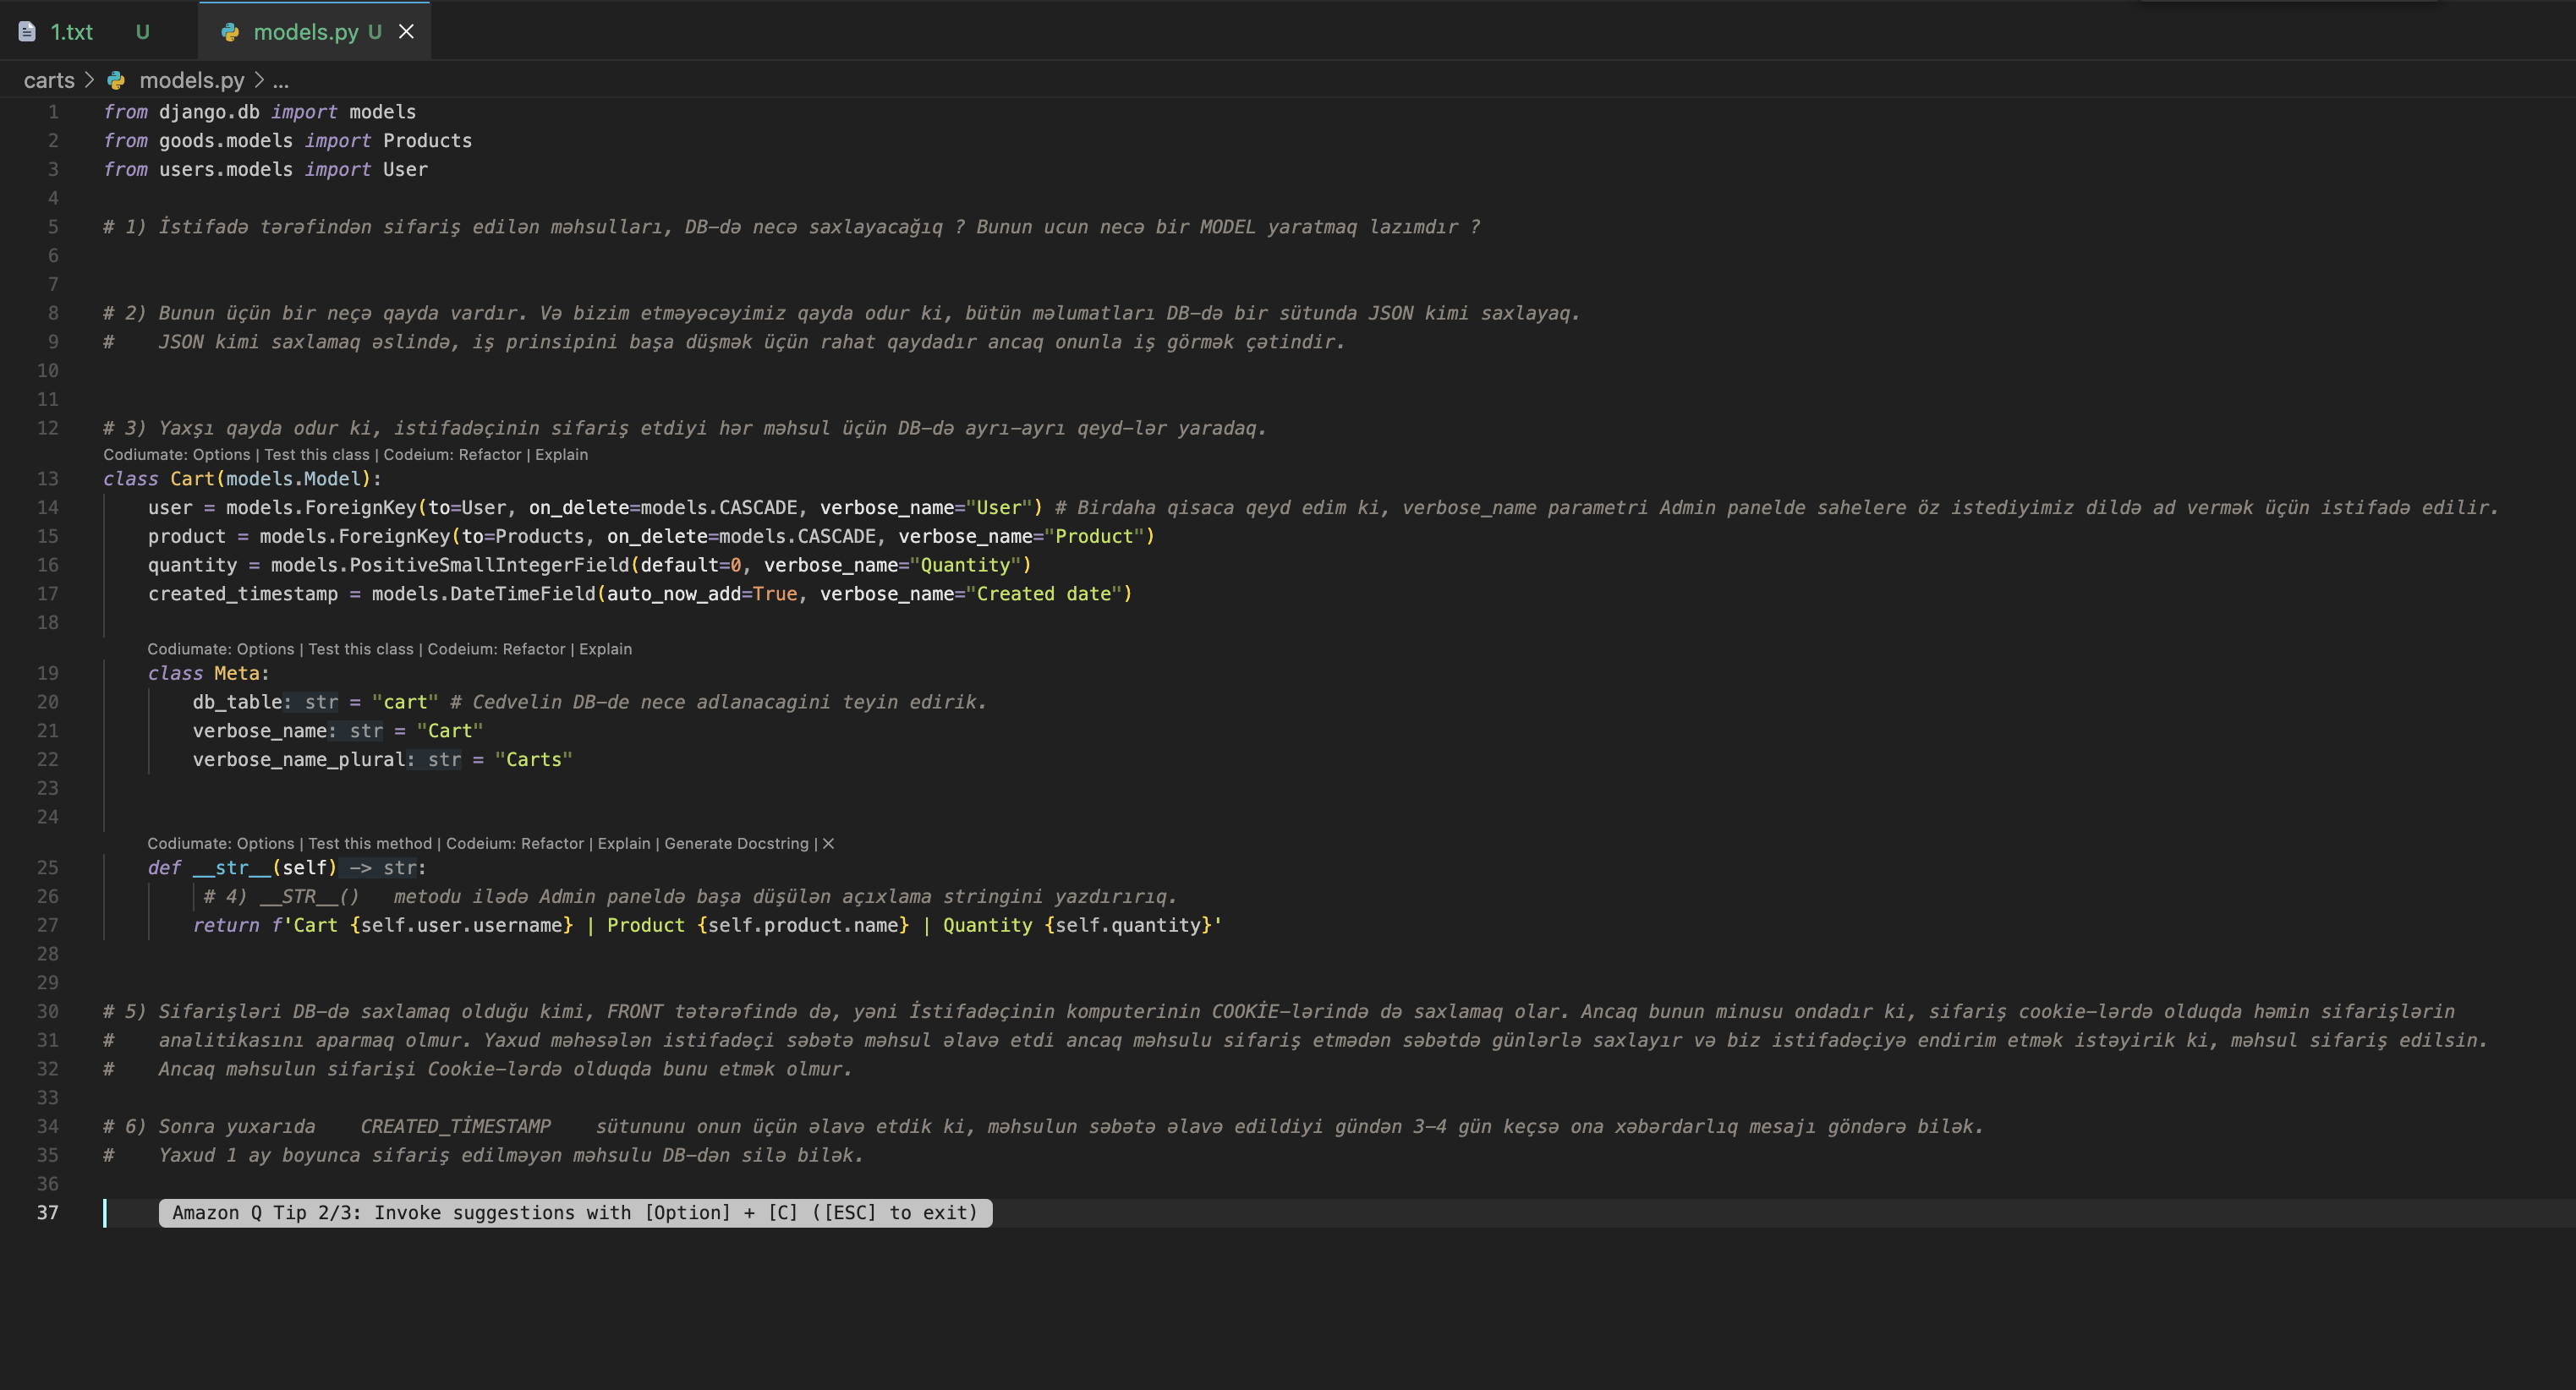 1.txt U models.py U
carts > models.py > ...
1 from django.db import models
2 from goods.models import Products
3 from users.models import User
4
5 # 1) İstifadə tərəfindən sifariş edilən məhsulları, DB-də necə saxlayacağıq ? Bunun ucun necə bir MODEL yaratmaq lazımdır ?
6
7
8 # 2) Bunun üçün bir neçə qayda vardır. Və bizim etməyəcəyimiz qayda odur ki, bütün məlumatları DB-də bir sütunda JSON kimi saxlayaq.
9 #    JSON kimi saxlamaq əslində, iş prinsipini başa düşmək üçün rahat qaydadır ancaq onunla iş görmək çətindir.
10
11
12 # 3) Yaxşı qayda odur ki, istifadəçinin sifariş etdiyi hər məhsul üçün DB-də ayrı-ayrı qeyd-lər yaradaq.
Codiumate: Options | Test this class | Codeium: Refactor | Explain
13 class Cart(models.Model):
14     user = models.ForeignKey(to=User, on_delete=models.CASCADE, verbose_name="User") # Birdaha qisaca qeyd edim ki, verbose_name parametri Admin panelde sahelere öz istediyimiz dildə ad vermək üçün istifadə edilir.
15     product = models.ForeignKey(to=Products, on_delete=models.CASCADE, verbose_name="Product")
16     quantity = models.PositiveSmallIntegerField(default=0, verbose_name="Quantity")
17     created_timestamp = models.DateTimeField(auto_now_add=True, verbose_name="Created date")
18
Codiumate: Options | Test this class | Codeium: Refactor | Explain
19     class Meta:
20         db_table: str = "cart" # Cedvelin DB-de nece adlanacagini teyin edirik.
21         verbose_name: str = "Cart"
22         verbose_name_plural: str = "Carts"
23
24
Codiumate: Options | Test this method | Codeium: Refactor | Explain | Generate Docstring | X
25     def __str__(self) -> str:
26          # 4) __STR__()   metodu ilədə Admin paneldə başa düşülən açıxlama stringini yazdırırıq.
27         return f'Cart {self.user.username} | Product {self.product.name} | Quantity {self.quantity}'
28
29
30 # 5) Sifarişləri DB-də saxlamaq olduğu kimi, FRONT tətərəfində də, yəni İstifadəçinin komputerinin COOKİE-lərində də saxlamaq olar. Ancaq bunun minusu ondadır ki, sifariş cookie-lərdə olduqda həmin sifarişlərin
31 #    analitikasını aparmaq olmur. Yaxud məhəsələn istifadəçi səbətə məhsul əlavə etdi ancaq məhsulu sifariş etmədən səbətdə günlərlə saxlayır və biz istifadəçiyə endirim etmək istəyirik ki, məhsul sifariş edilsin.
32 #    Ancaq məhsulun sifarişi Cookie-lərdə olduqda bunu etmək olmur.
33
34 # 6) Sonra yuxarıda    CREATED_TİMESTAMP    sütununu onun üçün əlavə etdik ki, məhsulun səbətə əlavə edildiyi gündən 3-4 gün keçsə ona xəbərdarlıq mesajı göndərə bilək.
35 #    Yaxud 1 ay boyunca sifariş edilməyən məhsulu DB-dən silə bilək.
36
37 Amazon Q Tip 2/3: Invoke suggestions with [Option] + [C] ([ESC] to exit)